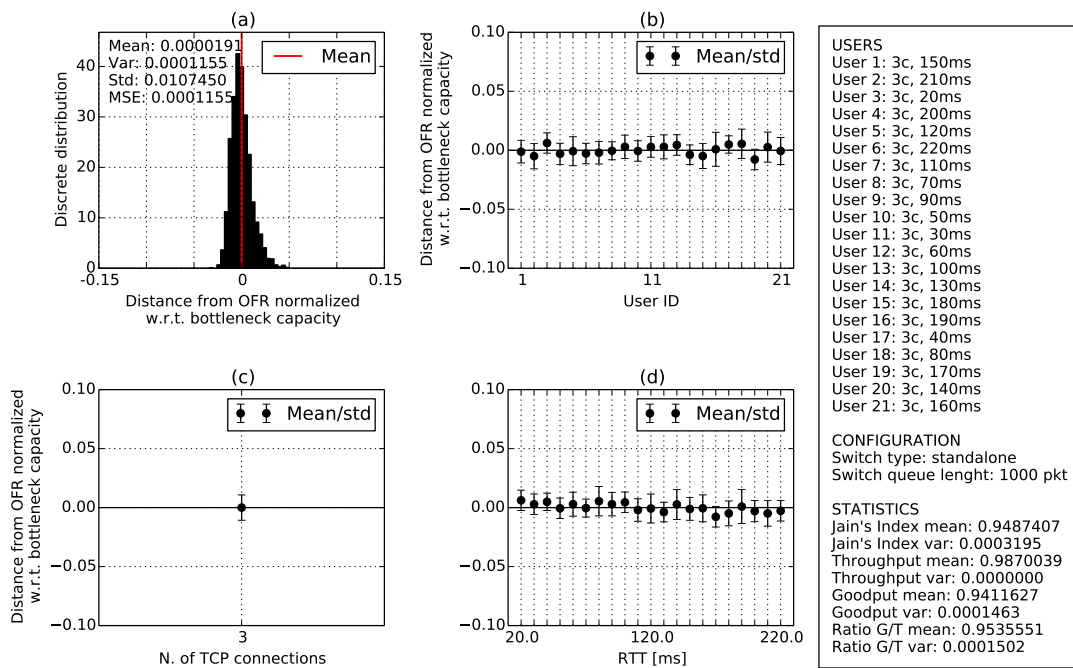 (a)
Mean: 0.0000191
Var: 0.0001155
Std: 0.0107450
MSE: 0.0001155
Mean
Discrete distribution
40
30
20
10
0
-0.15
0
0.15
Distance from OFR normalized
w.r.t. bottleneck capacity
(b)
Mean/std
Distance from OFR normalized
w.r.t. bottleneck capacity
0.10
0.05
0.00
−0.05
−0.10
1
11
21
User ID
(c)
Mean/std
Distance from OFR normalized
w.r.t. bottleneck capacity
0.10
0.05
0.00
−0.05
−0.10
3
N. of TCP connections
(d)
Mean/std
Distance from OFR normalized
w.r.t. bottleneck capacity
0.10
0.05
0.00
−0.05
−0.10
20.0
120.0
220.0
RTT [ms]
USERS
User 1: 3c, 150ms
User 2: 3c, 210ms
User 3: 3c, 20ms
User 4: 3c, 200ms
User 5: 3c, 120ms
User 6: 3c, 220ms
User 7: 3c, 110ms
User 8: 3c, 70ms
User 9: 3c, 90ms
User 10: 3c, 50ms
User 11: 3c, 30ms
User 12: 3c, 60ms
User 13: 3c, 100ms
User 14: 3c, 130ms
User 15: 3c, 180ms
User 16: 3c, 190ms
User 17: 3c, 40ms
User 18: 3c, 80ms
User 19: 3c, 170ms
User 20: 3c, 140ms
User 21: 3c, 160ms
CONFIGURATION
Switch type: standalone
Switch queue lenght: 1000 pkt
STATISTICS
Jain's Index mean: 0.9487407
Jain's Index var: 0.0003195
Throughput mean: 0.9870039
Throughput var: 0.0000000
Goodput mean: 0.9411627
Goodput var: 0.0001463
Ratio G/T mean: 0.9535551
Ratio G/T var: 0.0001502